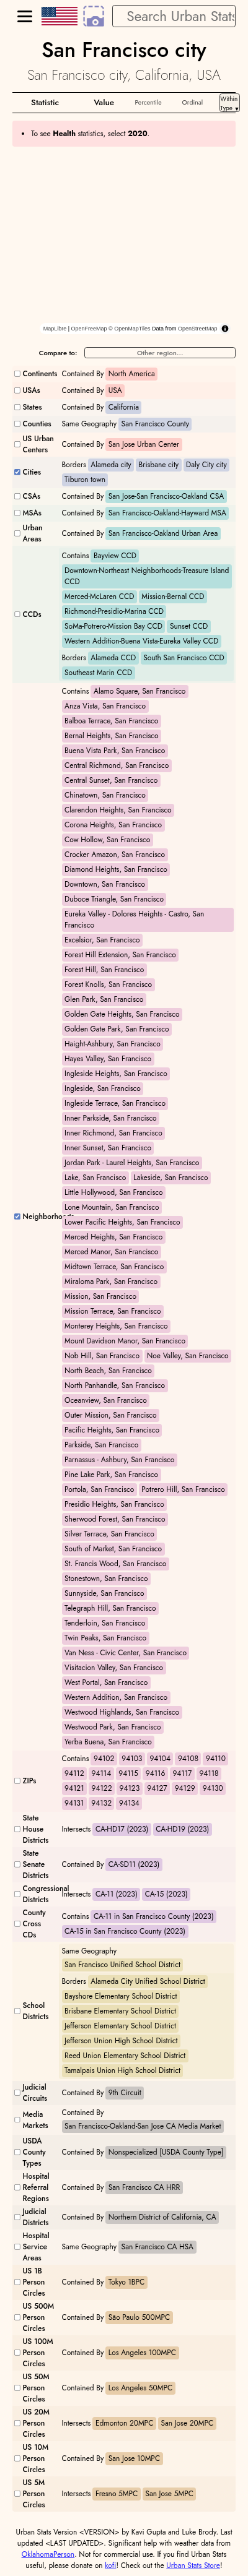 Search Urban Stats
San Francisco city
San Francisco city, California, USA
Statistic Value Percentile Ordinal Within Type ▼
• To see Health statistics, select 2020.
MapLibre | OpenFreeMap © OpenMapTiles Data from OpenStreetMap
Compare to: Other region...
Continents Contained By North America
USAs Contained By USA
States Contained By California
Counties Same Geography San Francisco County
US Urban Centers Contained By San Jose Urban Center
Cities Borders Alameda city Brisbane city Daly City city
Tiburon town
CSAs Contained By San Jose-San Francisco-Oakland CSA
MSAs Contained By San Francisco-Oakland-Hayward MSA
Urban Areas Contained By San Francisco-Oakland Urban Area
CCDs
Contains Bayview CCD
Downtown-Northeast Neighborhoods-Treasure Island
CCD
Merced-McLaren CCD Mission-Bernal CCD
Richmond-Presidio-Marina CCD
SoMa-Potrero-Mission Bay CCD Sunset CCD
Western Addition-Buena Vista-Eureka Valley CCD
Borders Alameda CCD South San Francisco CCD
Southeast Marin CCD
Neighborhoods
Contains Alamo Square, San Francisco
Anza Vista, San Francisco
Balboa Terrace, San Francisco
Bernal Heights, San Francisco
Buena Vista Park, San Francisco
Central Richmond, San Francisco
Central Sunset, San Francisco
Chinatown, San Francisco
Clarendon Heights, San Francisco
Corona Heights, San Francisco
Cow Hollow, San Francisco
Crocker Amazon, San Francisco
Diamond Heights, San Francisco
Downtown, San Francisco
Duboce Triangle, San Francisco
Eureka Valley - Dolores Heights - Castro, San
Francisco
Excelsior, San Francisco
Forest Hill Extension, San Francisco
Forest Hill, San Francisco
Forest Knolls, San Francisco
Glen Park, San Francisco
Golden Gate Heights, San Francisco
Golden Gate Park, San Francisco
Haight-Ashbury, San Francisco
Hayes Valley, San Francisco
Ingleside Heights, San Francisco
Ingleside, San Francisco
Ingleside Terrace, San Francisco
Inner Parkside, San Francisco
Inner Richmond, San Francisco
Inner Sunset, San Francisco
Jordan Park - Laurel Heights, San Francisco
Lake, San Francisco Lakeside, San Francisco
Little Hollywood, San Francisco
Lone Mountain, San Francisco
Lower Pacific Heights, San Francisco
Merced Heights, San Francisco
Merced Manor, San Francisco
Midtown Terrace, San Francisco
Miraloma Park, San Francisco
Mission, San Francisco
Mission Terrace, San Francisco
Monterey Heights, San Francisco
Mount Davidson Manor, San Francisco
Nob Hill, San Francisco Noe Valley, San Francisco
North Beach, San Francisco
North Panhandle, San Francisco
Oceanview, San Francisco
Outer Mission, San Francisco
Pacific Heights, San Francisco
Parkside, San Francisco
Parnassus - Ashbury, San Francisco
Pine Lake Park, San Francisco
Portola, San Francisco Potrero Hill, San Francisco
Presidio Heights, San Francisco
Sherwood Forest, San Francisco
Silver Terrace, San Francisco
South of Market, San Francisco
St. Francis Wood, San Francisco
Stonestown, San Francisco
Sunnyside, San Francisco
Telegraph Hill, San Francisco
Tenderloin, San Francisco
Twin Peaks, San Francisco
Van Ness - Civic Center, San Francisco
Visitacion Valley, San Francisco
West Portal, San Francisco
Western Addition, San Francisco
Westwood Highlands, San Francisco
Westwood Park, San Francisco
Yerba Buena, San Francisco
ZIPs
Contains 94102 94103 94104 94108 94110
94112 94114 94115 94116 94117 94118
94121 94122 94123 94127 94129 94130
94131 94132 94134
State House Districts Intersects CA-HD17 (2023) CA-HD19 (2023)
State Senate Districts Contained By CA-SD11 (2023)
Congressional Districts Intersects CA-11 (2023) CA-15 (2023)
County Cross CDs Contains CA-11 in San Francisco County (2023)
CA-15 in San Francisco County (2023)
School Districts
Same Geography
San Francisco Unified School District
Borders Alameda City Unified School District
Bayshore Elementary School District
Brisbane Elementary School District
Jefferson Elementary School District
Jefferson Union High School District
Reed Union Elementary School District
Tamalpais Union High School District
Judicial Circuits Contained By 9th Circuit
Media Markets Contained By
San Francisco-Oakland-San Jose CA Media Market
USDA County Types Contained By Nonspecialized [USDA County Type]
Hospital Referral Regions Contained By San Francisco CA HRR
Judicial Districts Contained By Northern District of California, CA
Hospital Service Areas Same Geography San Francisco CA HSA
US 1B Person Circles Contained By Tokyo 1BPC
US 500M Person Circles Contained By São Paulo 500MPC
US 100M Person Circles Contained By Los Angeles 100MPC
US 50M Person Circles Contained By Los Angeles 50MPC
US 20M Person Circles Intersects Edmonton 20MPC San Jose 20MPC
US 10M Person Circles Contained By San Jose 10MPC
US 5M Person Circles Intersects Fresno 5MPC San Jose 5MPC
Urban Stats Version <VERSION> by Kavi Gupta and Luke Brody. Last
updated <LAST UPDATED>. Significant help with weather data from
OklahomaPerson. Not for commercial use. If you find Urban Stats
useful, please donate on kofi! Check out the Urban Stats Store!